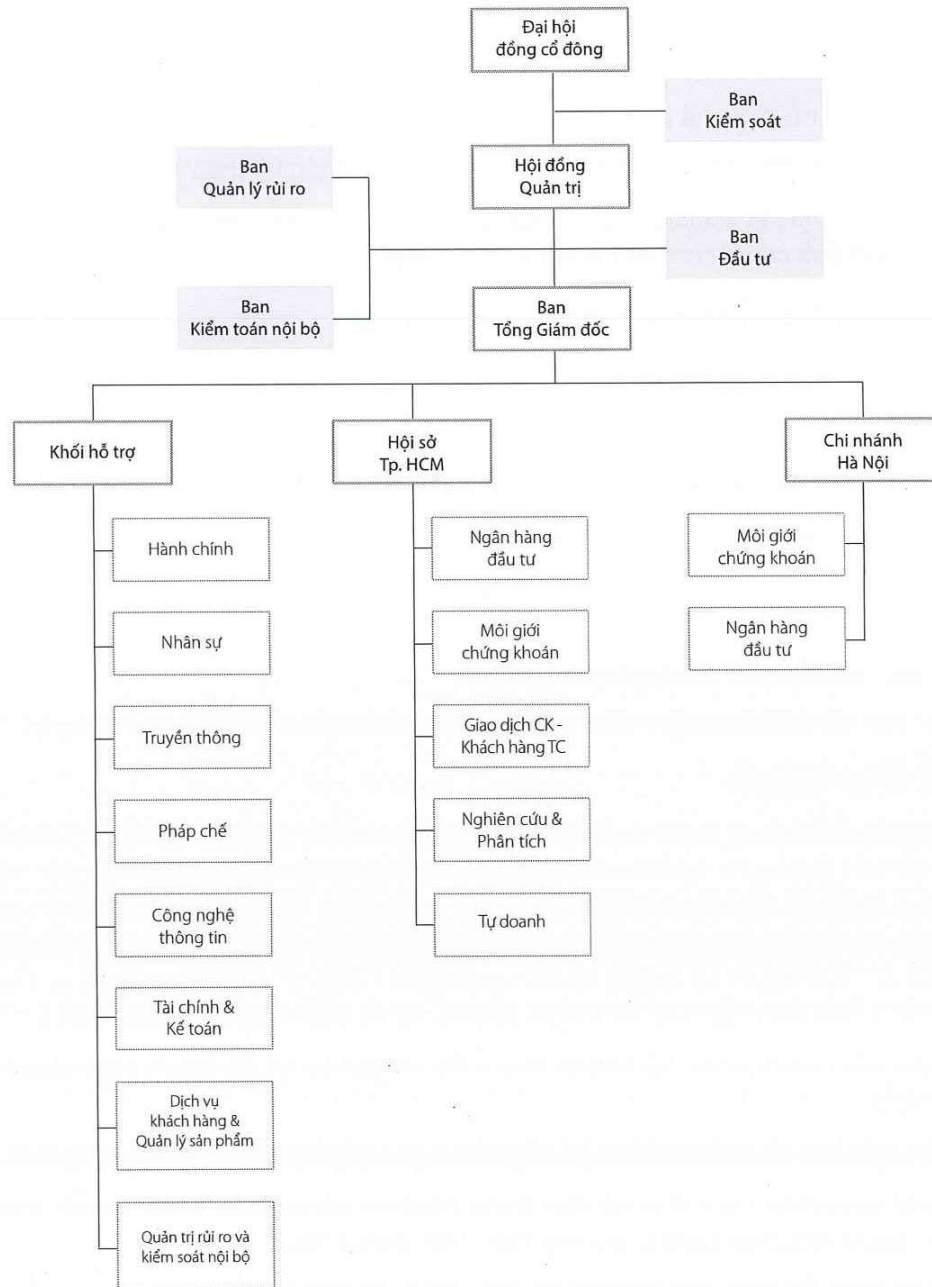 Đại hội
đồng cổ đông
Ban
Kiểm soát
Ban
Quản lý rủi ro
Hội đồng
Quản trị
Ban
Đầu tư
Ban
Kiểm toán nội bộ
Ban
Tổng Giám đốc
Khối hỗ trợ
Hội sở
Tp. HCM
Chi nhánh
Hà Nội
Hành chính
Nhân sự
Truyền thông
Pháp chế
Công nghệ
thông tin
Tài chính &
Kế toán
Dịch vụ
khách hàng &
Quản lý sản phẩm
Quản trị rủi ro và
kiểm soát nội bộ
Ngân hàng
đầu tư
Môi giới
chứng khoán
Giao dịch CK -
Khách hàng TC
Nghiên cứu &
Phân tích
Tự doanh
Môi giới
chứng khoán
Ngân hàng
đầu tư